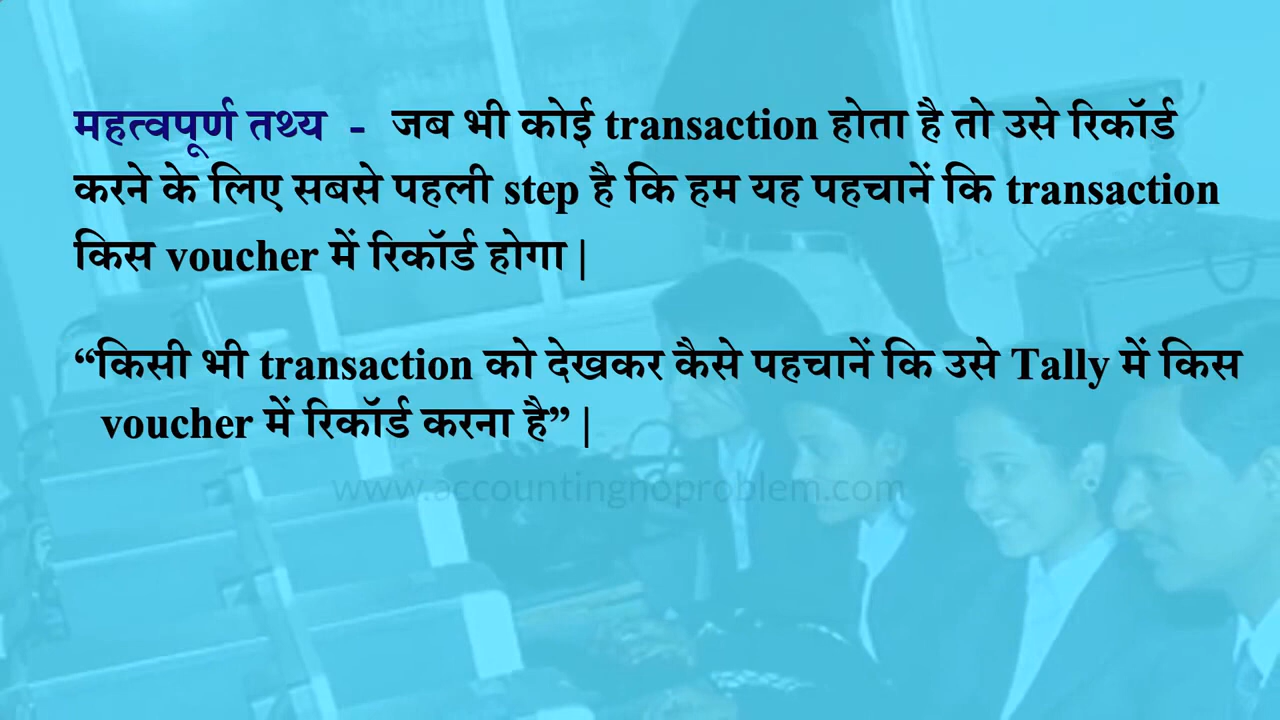 महत्वपूर्ण तथ्य - जब भी कोई transaction होता है तो उसे रिकॉर्ड
करने के लिए सबसे पहली step है कि हम यह पहचानें कि transaction
किस voucher में रिकॉर्ड होगा |
“किसी भी transaction को देखकर कैसे पहचानें कि उसे Tally में किस
voucher में रिकॉर्ड करना है” |
www.accountingnoproblem.com